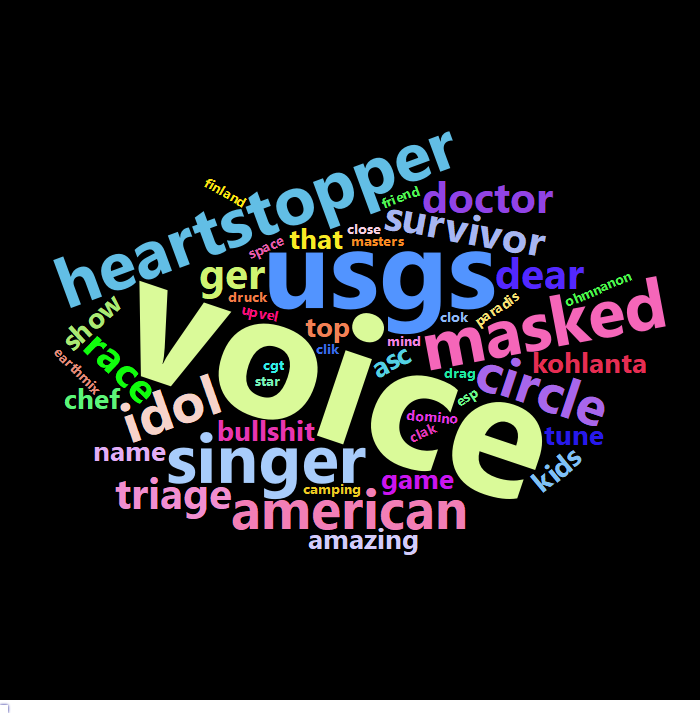 heartstopper
finland
friend
doctor
survivor
close
that
masters
space
ger
usgs
dear
druck
upvel
clok
paradis
ohmnanon
show
race
earthmix
voice
top
clik
mind
masked
asc
kohlanta
cgt
star
drag
circle
esp
chef
idol
domino
clak
bullshit
tune
name
singer
kids
game
camping
triage
american
amazing